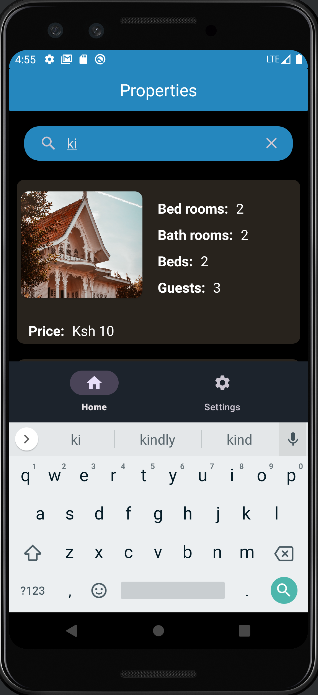 4:55
LTE
Properties
ki
Bed rooms: 2
Bath rooms: 2
Beds: 2
Guests: 3
Price: Ksh 10
Home Settings
ki kindly kind
q1 w2 e3 r4 t5 y6 u7 i8 o9 p0
a s d f g h j k l
z x c v b n m
?123 , .